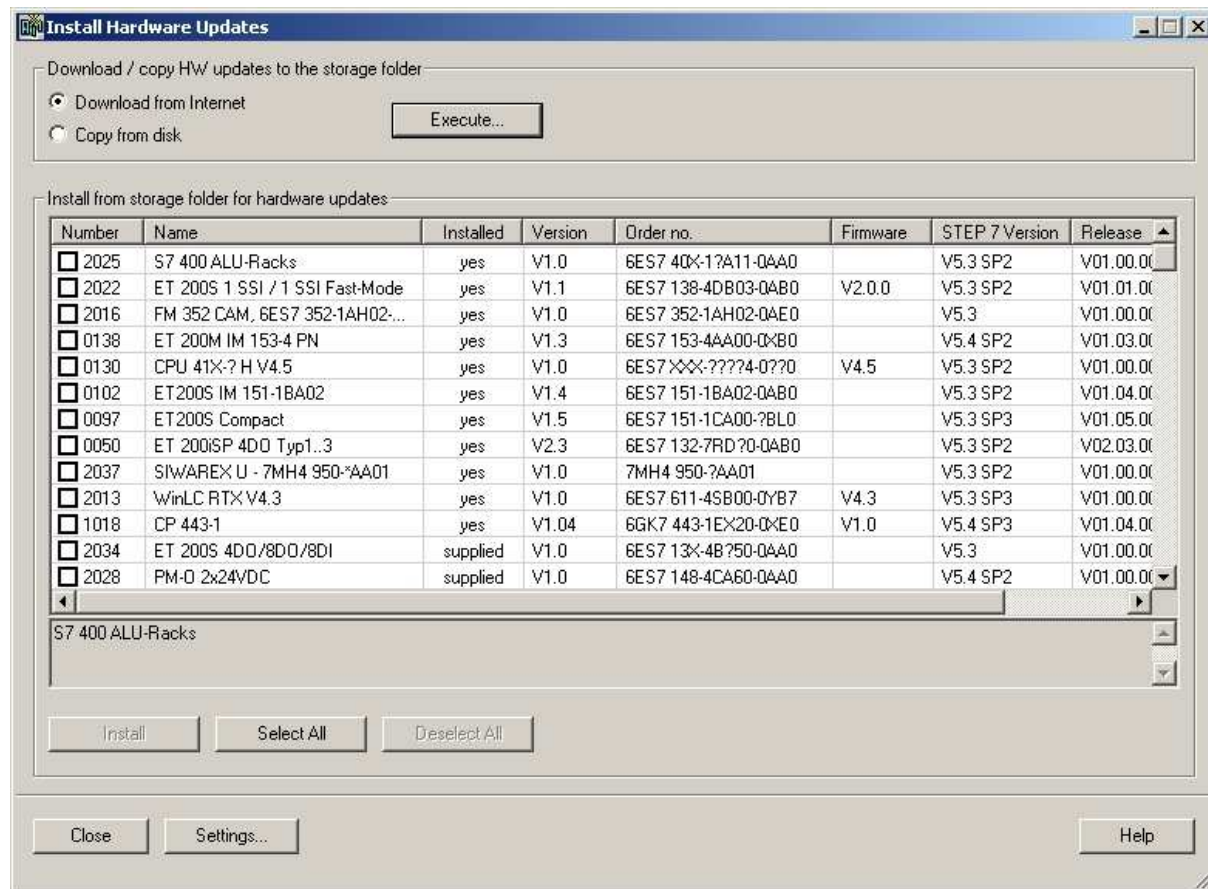 Install Hardware Updates
Download / copy HW updates to the storage folder
Download from Internet
Execute...
Copy from disk
Install from storage folder for hardware updates
Number Name Installed Version Order no. Firmware STEP 7 Version Release
2025 S7 400 ALU-Racks yes V1.0 6ES7 40X-1?A11-0AA0 V5.3 SP2 V01.00.00
2022 ET 200S 1 SSI / 1 SSI Fast-Mode yes V1.1 6ES7 138-4DB03-0AB0 V2.0.0 V5.3 SP2 V01.01.00
2016 FM 352 CAM, 6ES7 352-1AH02-... yes V1.0 6ES7 352-1AH02-0AE0 V5.3 V01.00.00
0138 ET 200M IM 153-4 PN yes V1.3 6ES7 153-4AA00-0XB0 V5.4 SP2 V01.03.00
0130 CPU 41X-? H V4.5 yes V1.0 6ES7 XXX-????4-0??0 V4.5 V5.3 SP2 V01.00.00
0102 ET200S IM 151-1BA02 yes V1.4 6ES7 151-1BA02-0AB0 V5.3 SP2 V01.04.00
0097 ET200S Compact yes V1.5 6ES7 151-1CA00-?BL0 V5.3 SP3 V01.05.00
0050 ET 200iSP 4DO Typ1..3 yes V2.3 6ES7 132-7RD?0-0AB0 V5.3 SP2 V02.03.00
2037 SIWAREX U - 7MH4 950-*AA01 yes V1.0 7MH4 950-?AA01 V5.3 SP2 V01.00.00
2013 WinLC RTX V4.3 yes V1.0 6ES7 611-4SB00-0YB7 V4.3 V5.3 SP3 V01.00.00
1018 CP 443-1 yes V1.04 6GK7 443-1EX20-0XE0 V1.0 V5.4 SP3 V01.04.00
2034 ET 200S 4DO/8DO/8DI supplied V1.0 6ES7 13X-4B?50-0AA0 V5.3 V01.00.00
2028 PM-O 2x24VDC supplied V1.0 6ES7 148-4CA60-0AA0 V5.4 SP2 V01.00.00
S7 400 ALU-Racks
Install Select All Deselect All
Close Settings... Help